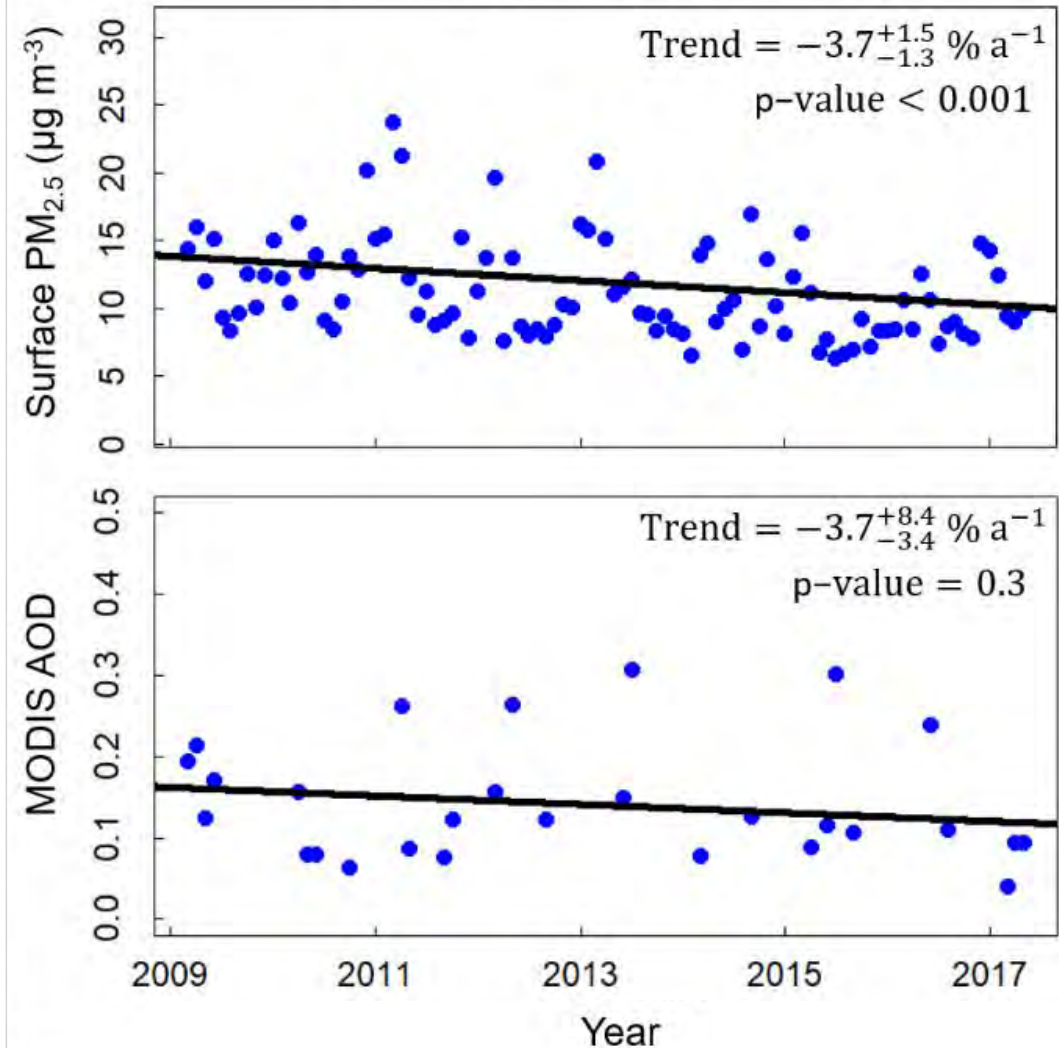 Surface PM₂.₅ (µg m⁻³)
30
25
20
15
10
5
0
Trend = −3.7 +1.5 −1.3 % a⁻¹
p−value < 0.001
MODIS AOD
0.5
0.4
0.3
0.2
0.1
0.0
Trend = −3.7 +8.4 −3.4 % a⁻¹
p−value = 0.3
2009 2011 2013 2015 2017
Year